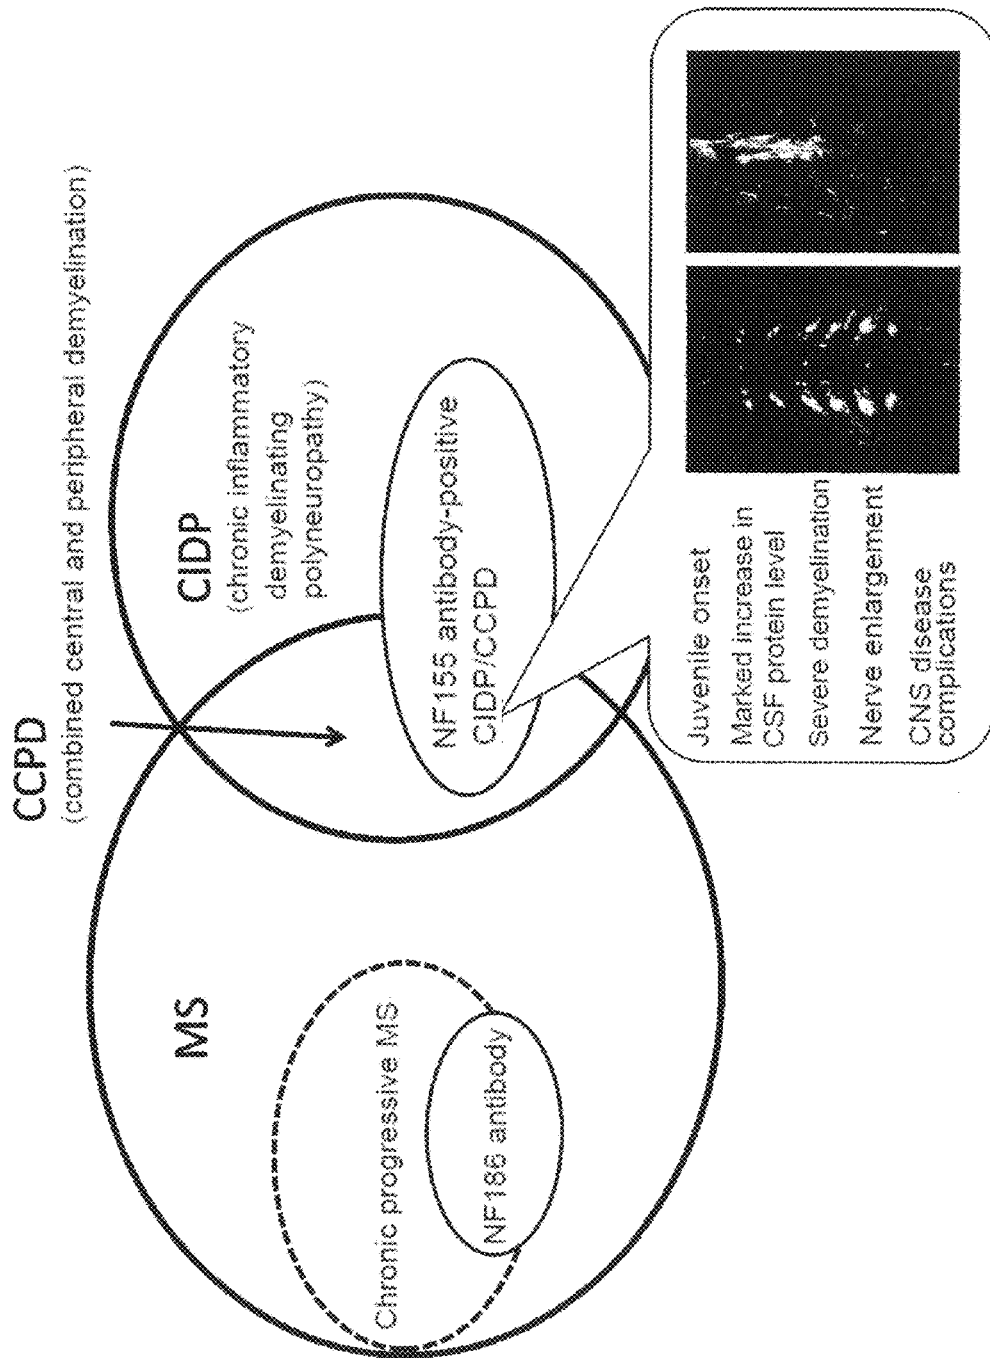 CCPD
(combined central and peripheral demyelination)
MS
CIDP
(chronic inflammatory
demyelinating
polyneuropathy)
Chronic progressive MS
NF186 antibody
NF155 antibody-positive
CIDP/CCPD
Juvenile onset
Marked increase in
CSF protein level
Severe demyelination
Nerve enlargement
CNS disease
complications